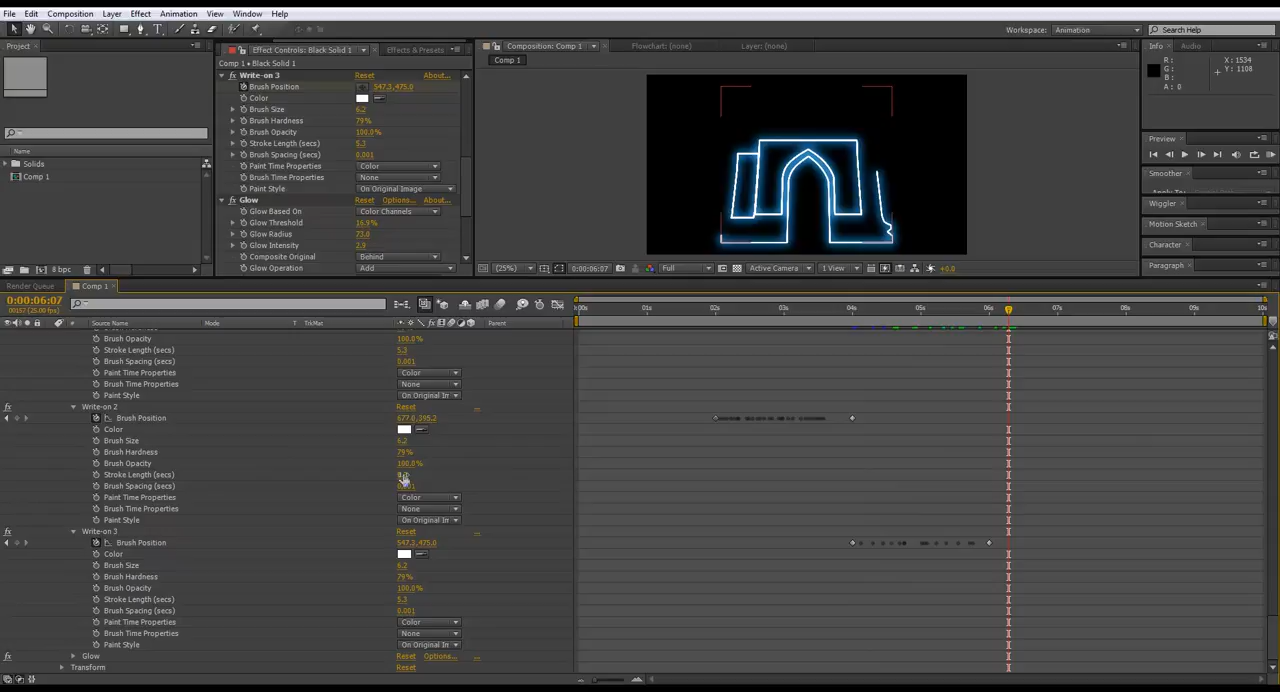 File Edit Composition Layer Effect Animation View Window Help
Workspace: Animation Search Help
Project Effect Controls: Black Solid 1 Effects & Presets Composition: Comp 1 Flowchart: (none) Layer: (none) Info Audio
Comp 1 • Black Solid 1 Comp 1
Write-on 3 Reset About...
Brush Position 547.3,475.0
Color
Brush Size 6.2
Brush Hardness 79%
Brush Opacity 100.0%
Stroke Length (secs) 5.3
Brush Spacing (secs) 0.001
Paint Time Properties Color
Brush Time Properties None
Paint Style On Original Image
Glow Reset Options... About...
Glow Based On Color Channels
Glow Threshold 16.9%
Glow Radius 73.0
Glow Intensity 2.9
Composite Original Behind
Glow Operation Add
Name
Solids
Comp 1
8 bpc
R :
G :
B :
A : 0
X : 1534
Y : 1108
Preview
Smoother
Wiggler
Motion Sketch
Character
Paragraph
(25%) 0:00:06:07 Full Active Camera 1 View +0.0
Render Queue Comp 1
0:00:06:07
00157 (25.00 fps)
# Source Name Mode T TrkMat Parent
:00s 01s 02s 03s 04s 05s 06s 07s 08s 09s 10s
Brush Opacity 100.0%
Stroke Length (secs) 5.3
Brush Spacing (secs) 0.001
Paint Time Properties Color
Brush Time Properties None
Paint Style On Original Im
Write-on 2 Reset ...
Brush Position 677.0,395.2
Color
Brush Size 6.2
Brush Hardness 79%
Brush Opacity 100.0%
Stroke Length (secs)
Brush Spacing (secs)
Paint Time Properties Color
Brush Time Properties None
Paint Style On Original Im
Write-on 3 Reset ...
Brush Position 547.3,475.0
Color
Brush Size 6.2
Brush Hardness 79%
Brush Opacity 100.0%
Stroke Length (secs) 5.3
Brush Spacing (secs) 0.001
Paint Time Properties Color
Brush Time Properties None
Paint Style On Original Im
Glow Reset Options... ...
Transform Reset